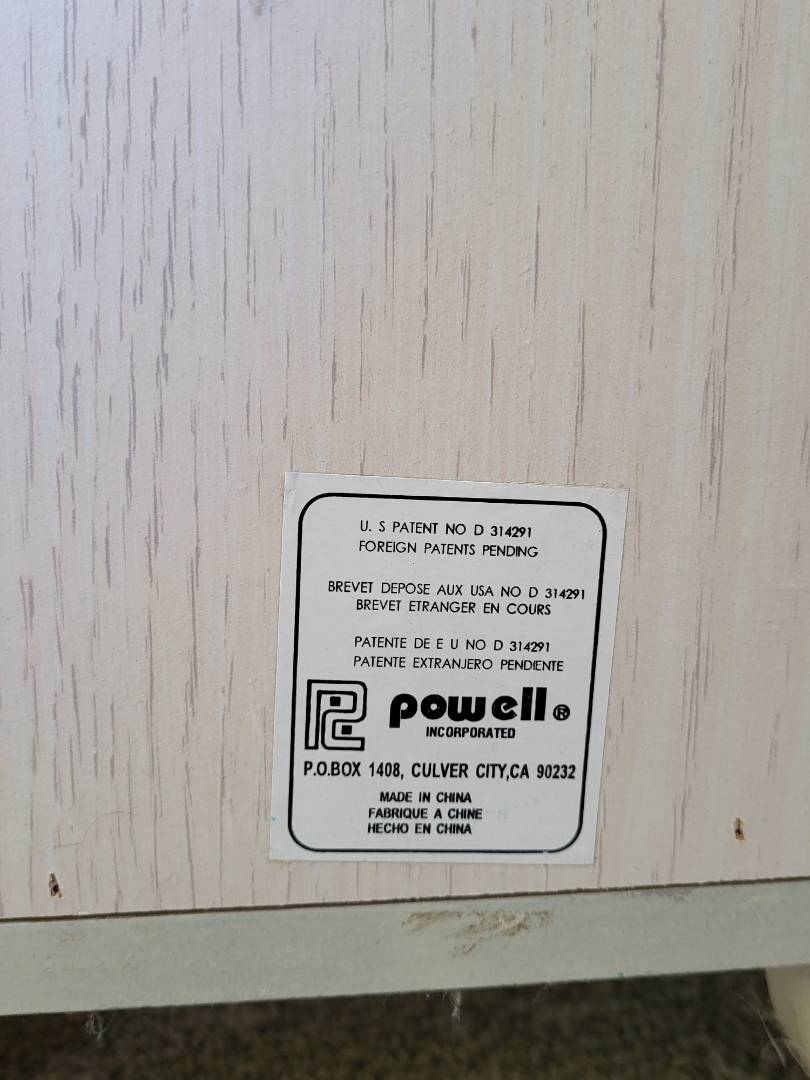 U. S PATENT NO D 314291
FOREIGN PATENTS PENDING
BREVET DEPOSE AUX USA NO D 314291
BREVET ETRANGER EN COURS
PATENTE DE E U NO D 314291
PATENTE EXTRANJERO PENDIENTE
powell®
INCORPORATED
P.O.BOX 1408, CULVER CITY,CA 90232
MADE IN CHINA
FABRIQUE A CHINE
HECHO EN CHINA